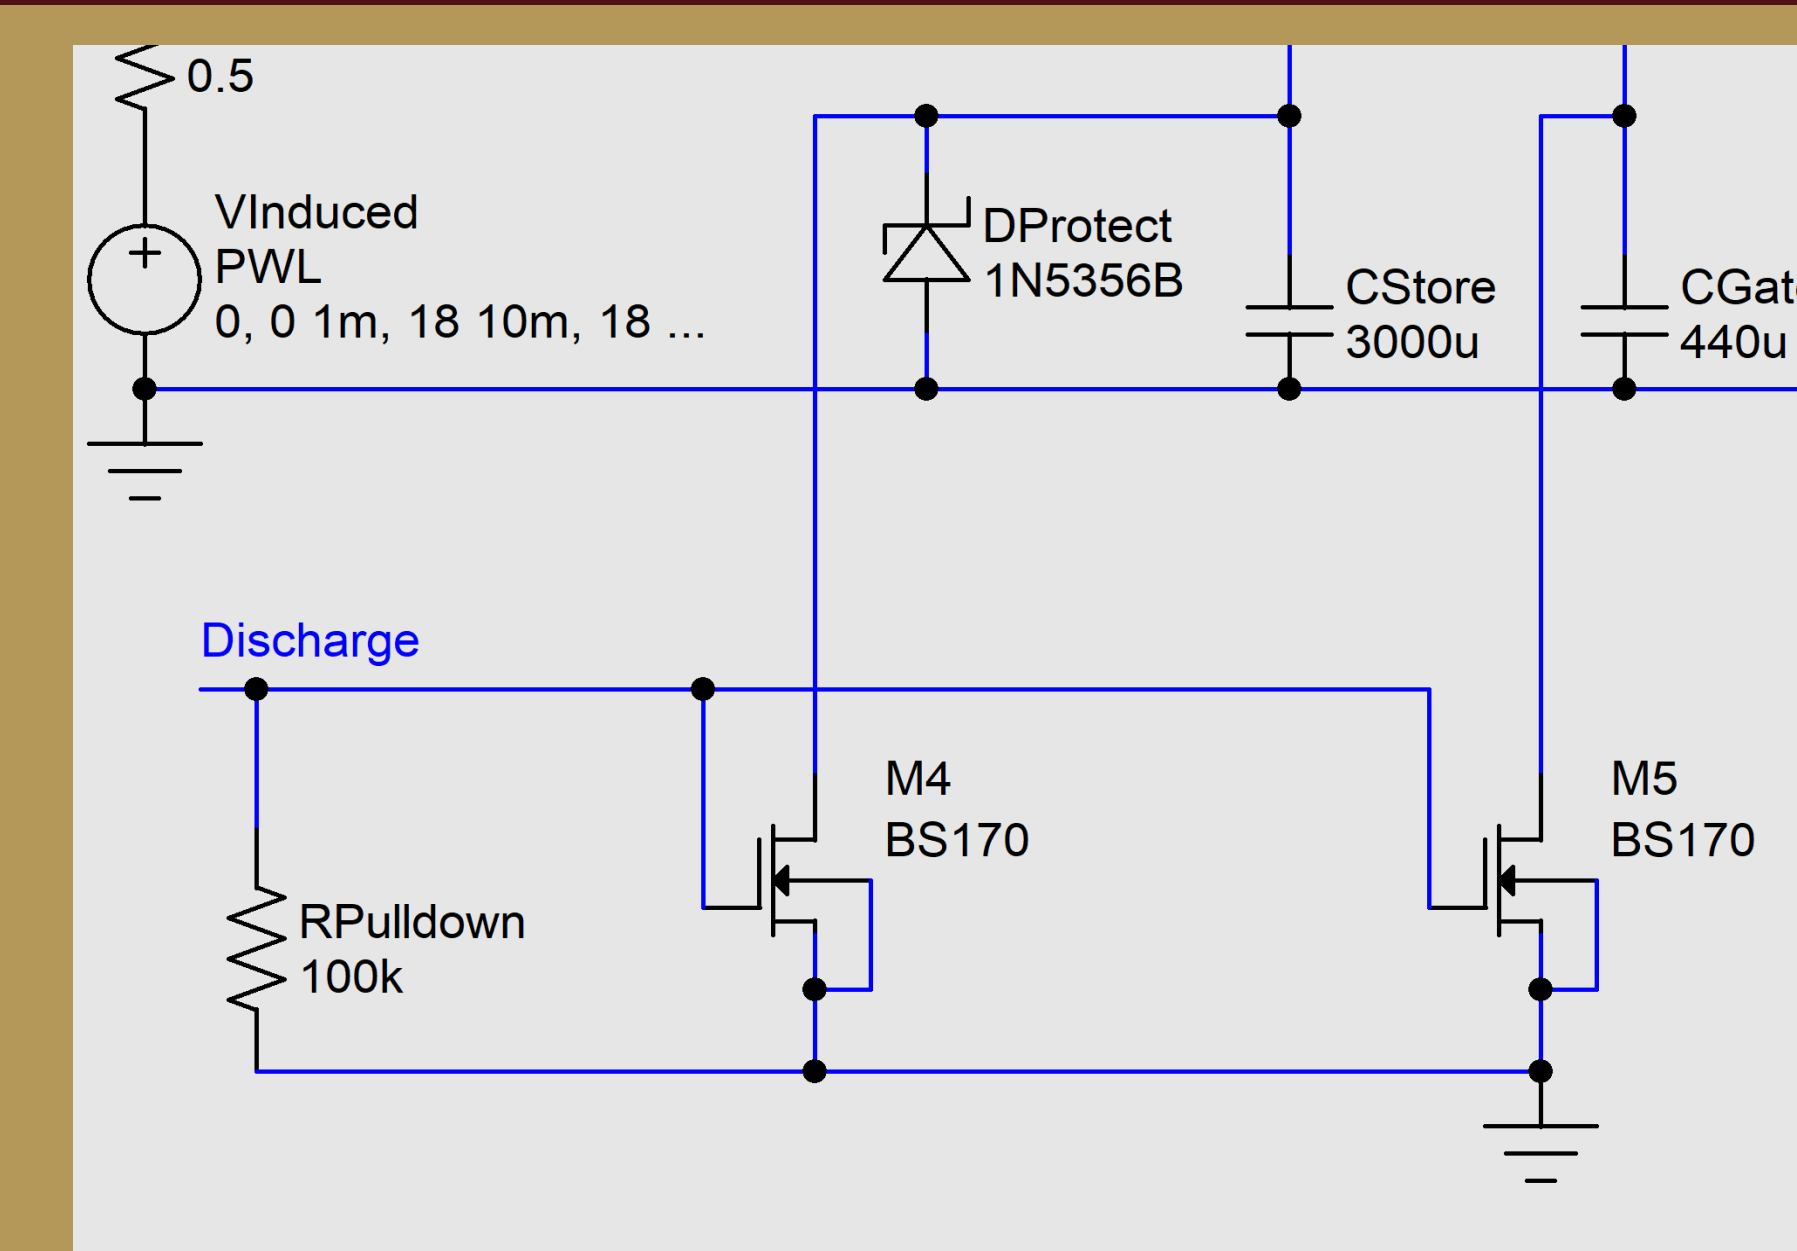 0.5
VInduced
PWL
0, 0 1m, 18 10m, 18 ...
DProtect
1N5356B
CStore
3000u
440u
Discharge
M4
BS170
M5
BS170
RPulldown
100k